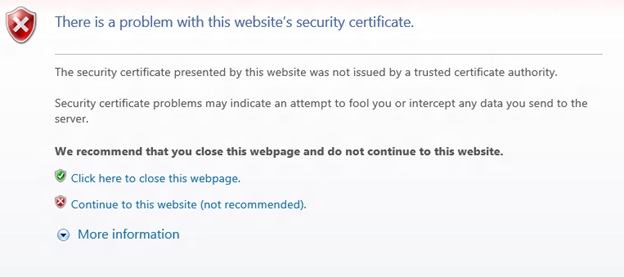 There is a problem with this website's security certificate.
The security certificate presented by this website was not issued by a trusted certificate authority.
Security certificate problems may indicate an attempt to fool you or intercept any data you send to the
server.
We recommend that you close this webpage and do not continue to this website.
Click here to close this webpage.
Continue to this website (not recommended).
More information